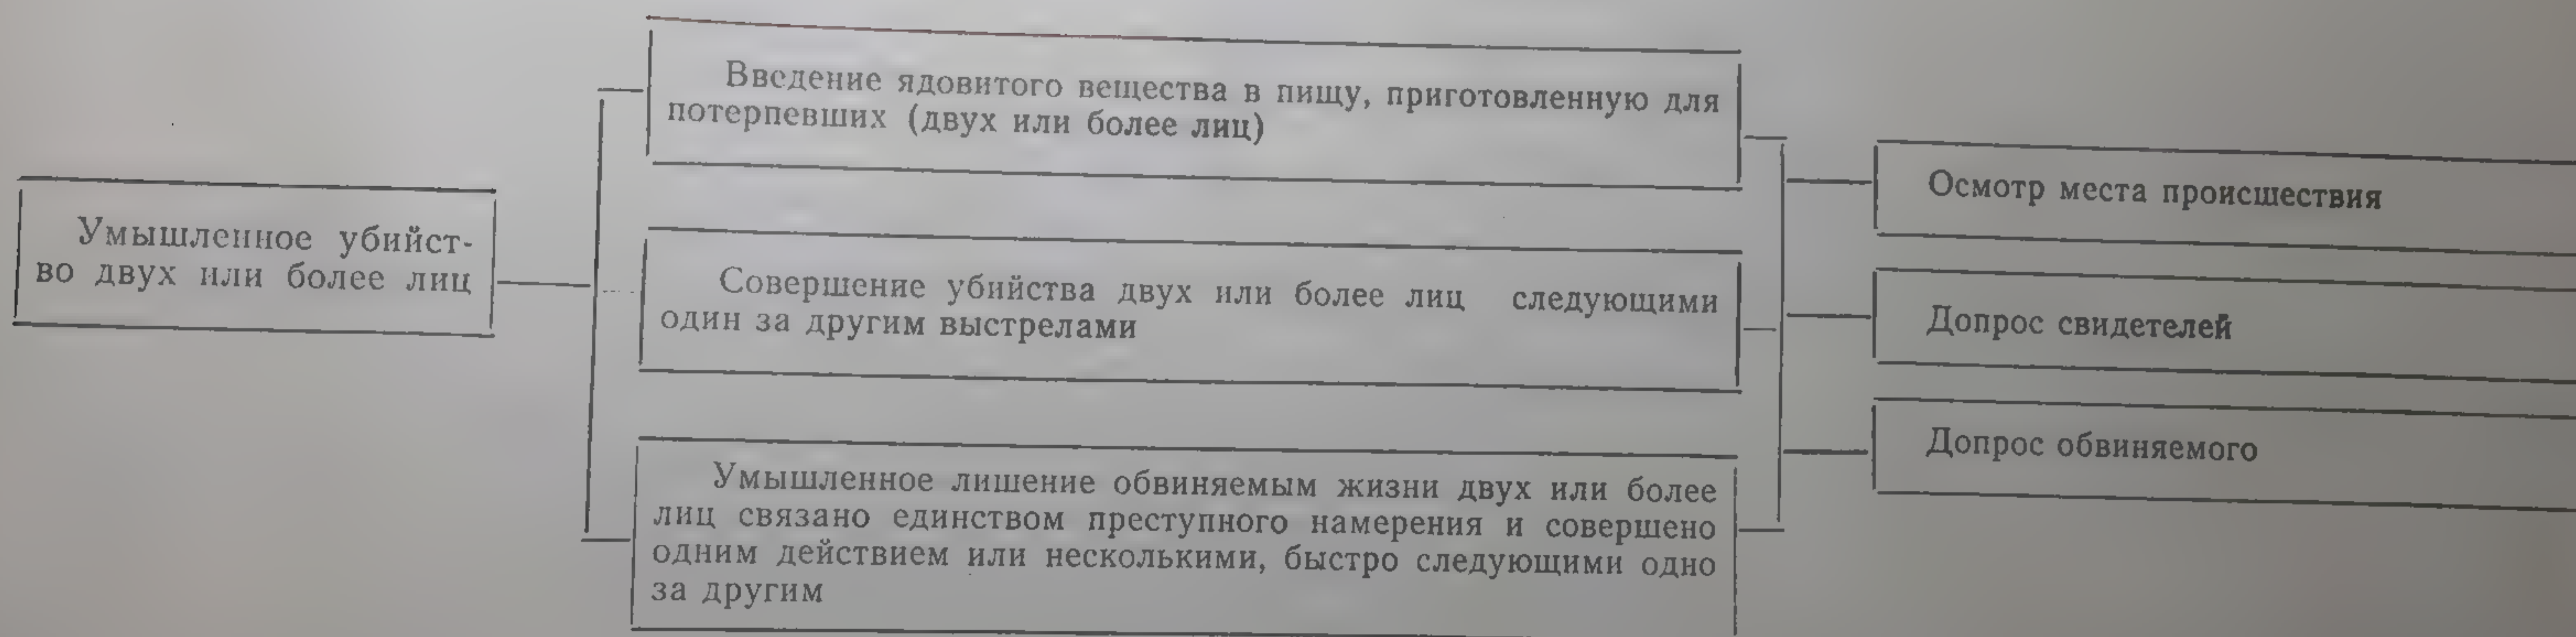 Умышленное убийст-
во двух или более лиц
Введение ядовитого вещества в пищу, приготовленную для
потерпевших (двух или более лиц)
Совершение убийства двух или более лиц следующими
один за другим выстрелами
Умышленное лишение обвиняемым жизни двух или более
лиц связано единством преступного намерения и совершено
одним действием или несколькими, быстро следующими одно
за другим
Осмотр места происшествия
Допрос свидетелей
Допрос обвиняемого